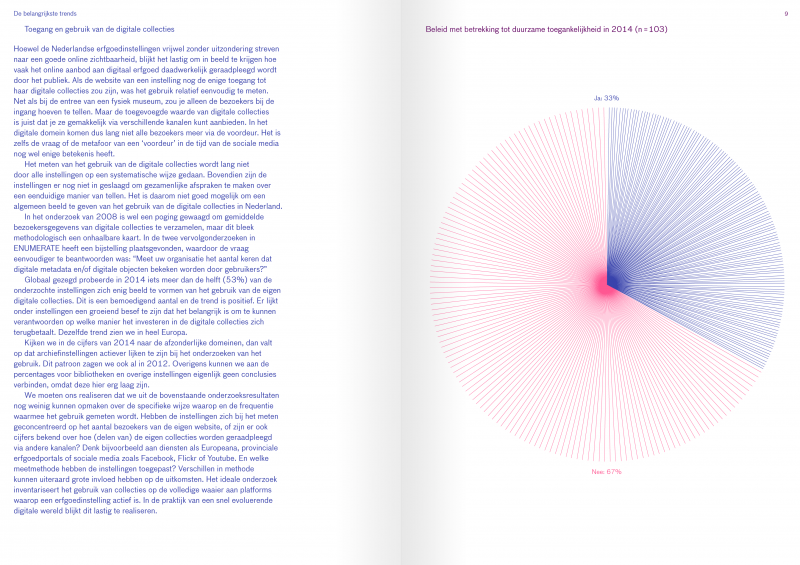 De belangrijkste trends
9
Toegang en gebruik van de digitale collecties
Hoewel de Nederlandse erfgoedinstellingen vrijwel zonder uitzondering streven
naar een goede online zichtbaarheid, blijkt het lastig om in beeld te krijgen hoe
vaak het online aanbod aan digitaal erfgoed daadwerkelijk geraadpleegd wordt
door het publiek. Als de website van een instelling nog de enige toegang tot
haar digitale collecties zou zijn, was het gebruik relatief eenvoudig te meten.
Net als bij de entree van een fysiek museum, zou je alleen de bezoekers bij de
ingang hoeven te tellen. Maar de toegevoegde waarde van digitale collecties
is juist dat je ze gemakkelijk via verschillende kanalen kunt aanbieden. In het
digitale domein komen dus lang niet alle bezoekers meer via de voordeur. Het is
zelfs de vraag of de metafoor van een ‘voordeur’ in de tijd van de sociale media
nog wel enige betekenis heeft.
Het meten van het gebruik van de digitale collecties wordt lang niet
door alle instellingen op een systematische wijze gedaan. Bovendien zijn de
instellingen er nog niet in geslaagd om gezamenlijke afspraken te maken over
een eenduidige manier van tellen. Het is daarom niet goed mogelijk om een
algemeen beeld te geven van het gebruik van de digitale collecties in Nederland.
In het onderzoek van 2008 is wel een poging gewaagd om gemiddelde
bezoekersgegevens van digitale collecties te verzamelen, maar dit bleek
methodologisch een onhaalbare kaart. In de twee vervolgonderzoeken in
ENUMERATE heeft een bijstelling plaatsgevonden, waardoor de vraag
eenvoudiger te beantwoorden was: “Meet uw organisatie het aantal keren dat
digitale metadata en/of digitale objecten bekeken worden door gebruikers?”
Globaal gezegd probeerde in 2014 iets meer dan de helft (53%) van de
onderzochte instellingen zich enig beeld te vormen van het gebruik van de eigen
digitale collecties. Dit is een bemoedigend aantal en de trend is positief. Er lijkt
onder instellingen een groeiend besef te zijn dat het belangrijk is om te kunnen
verantwoorden op welke manier het investeren in de digitale collecties zich
terugbetaalt. Dezelfde trend zien we in heel Europa.
Kijken we in de cijfers van 2014 naar de afzonderlijke domeinen, dan valt
op dat archiefinstellingen actiever lijken te zijn bij het onderzoeken van het
gebruik. Dit patroon zagen we ook al in 2012. Overigens kunnen we aan de
percentages voor bibliotheken en overige instellingen eigenlijk geen conclusies
verbinden, omdat deze hier erg laag zijn.
We moeten ons realiseren dat we uit de bovenstaande onderzoeksresultaten
nog weinig kunnen opmaken over de specifieke wijze waarop en de frequentie
waarmee het gebruik gemeten wordt. Hebben de instellingen zich bij het meten
geconcentreerd op het aantal bezoekers van de eigen website, of zijn er ook
cijfers bekend over hoe (delen van) de eigen collecties worden geraadpleegd
via andere kanalen? Denk bijvoorbeeld aan diensten als Europeana, provinciale
erfgoedportals of sociale media zoals Facebook, Flickr of Youtube. En welke
meetmethode hebben de instellingen toegepast? Verschillen in methode
kunnen uiteraard grote invloed hebben op de uitkomsten. Het ideale onderzoek
inventariseert het gebruik van collecties op de volledige waaier aan platforms
waarop een erfgoedinstelling actief is. In de praktijk van een snel evoluerende
digitale wereld blijkt dit lastig te realiseren.
Beleid met betrekking tot duurzame toegankelijkheid in 2014 (n = 103)
Ja: 33%
Nee: 67%